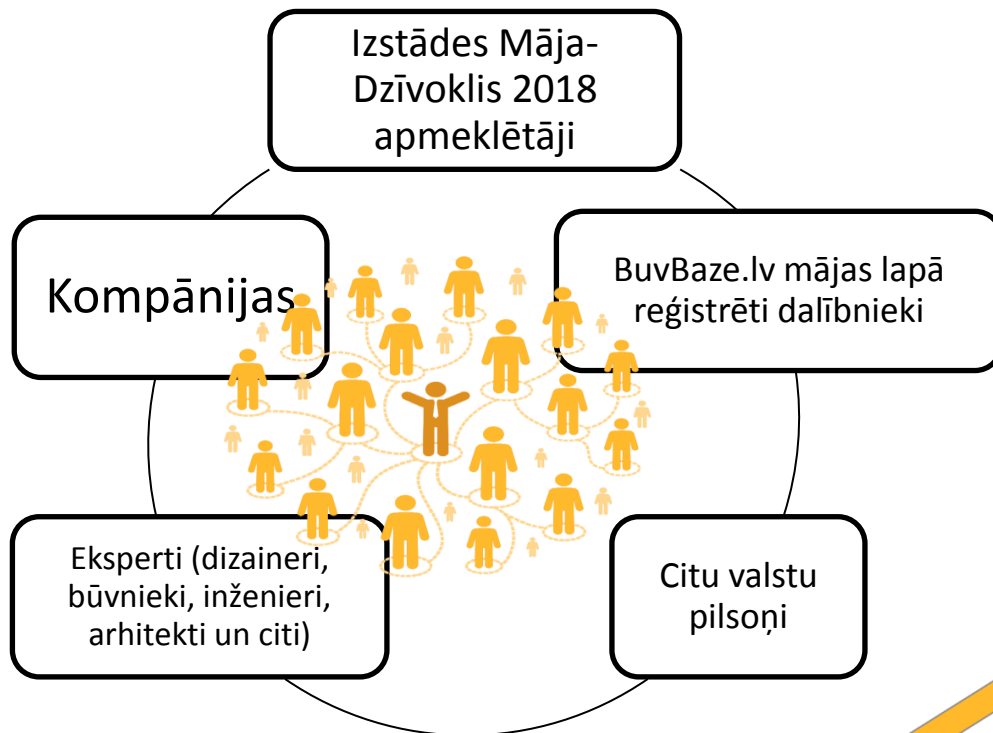 Izstādes Māja-
Dzīvoklis 2018
apmeklētāji
Kompānijas
BuvBaze.lv mājas lapā
reģistrēti dalībnieki
Eksperti (dizaineri,
būvnieki, inženieri,
arhitekti un citi)
Citu valstu
pilsoņi